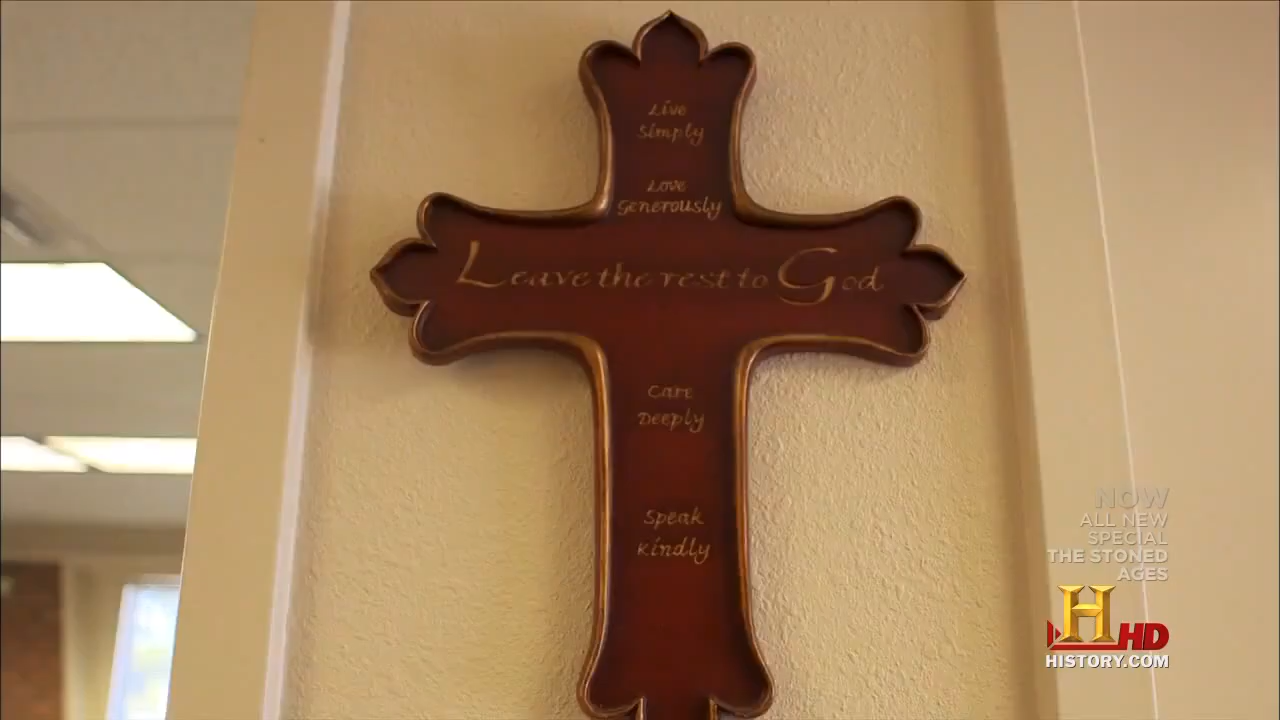 Live
Simply
Love
Generously
Leave the rest to God
Care
Deeply
Speak
Kindly
NOW
ALL NEW
SPECIAL
THE STONED
AGES
H HD
HISTORY.COM